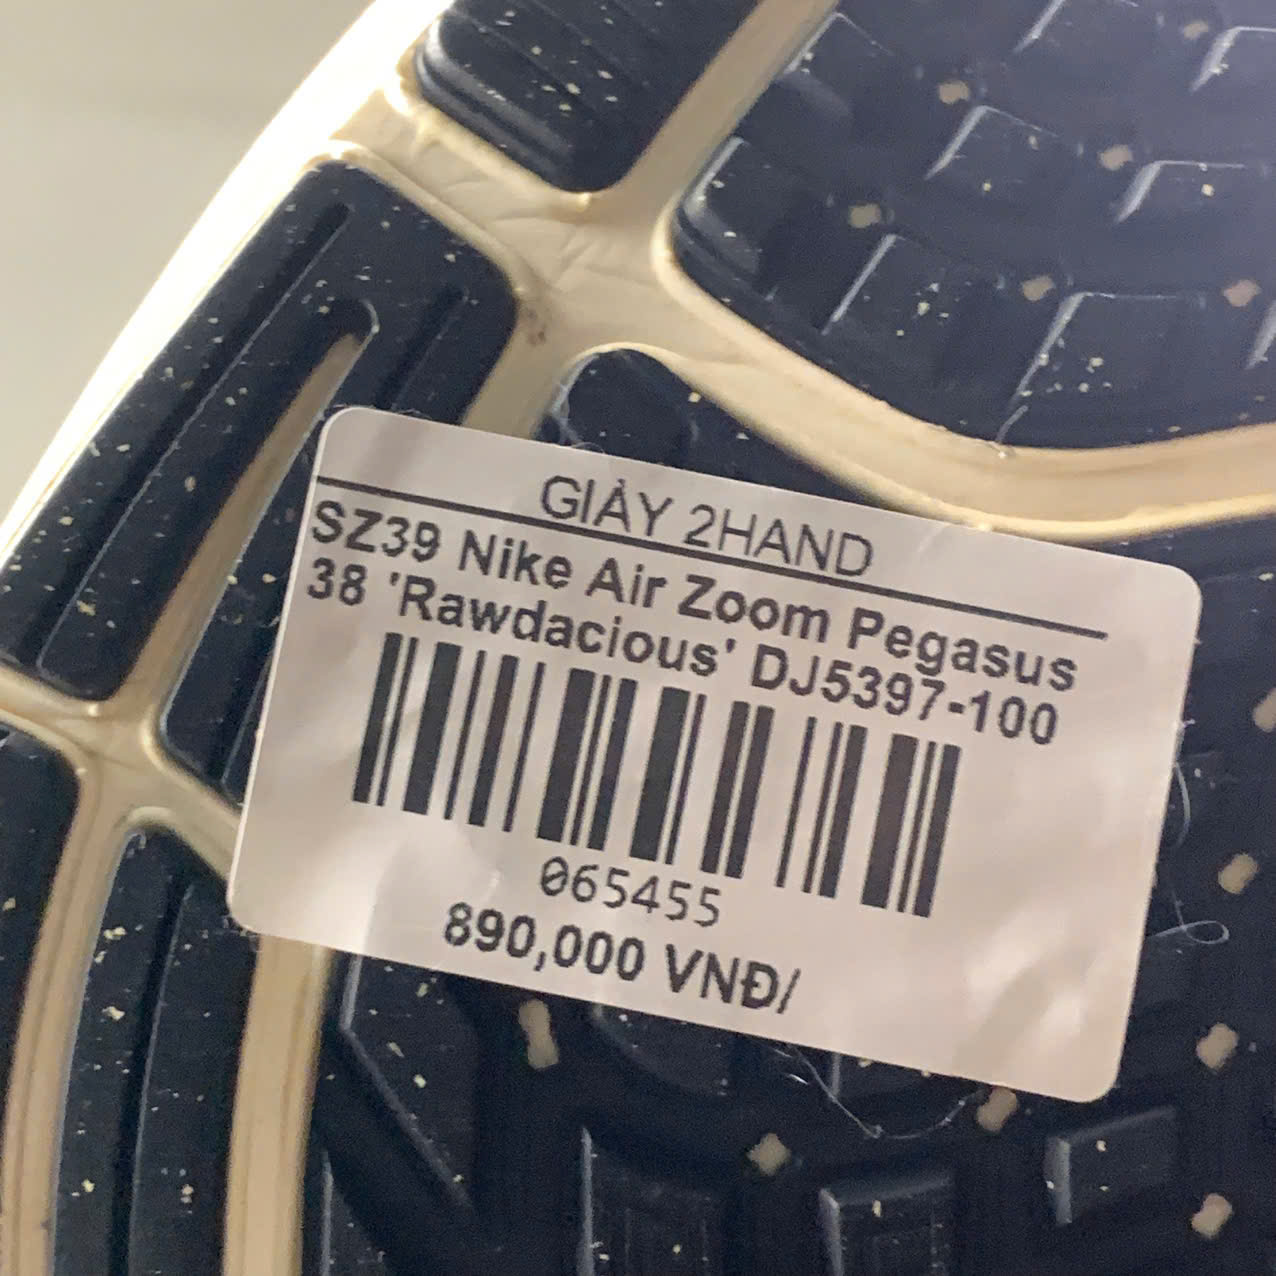 GIÀY 2HAND
SZ39 Nike Air Zoom Pegasus
38 'Rawdacious' DJ5397-100
065455
890,000 VNĐ/